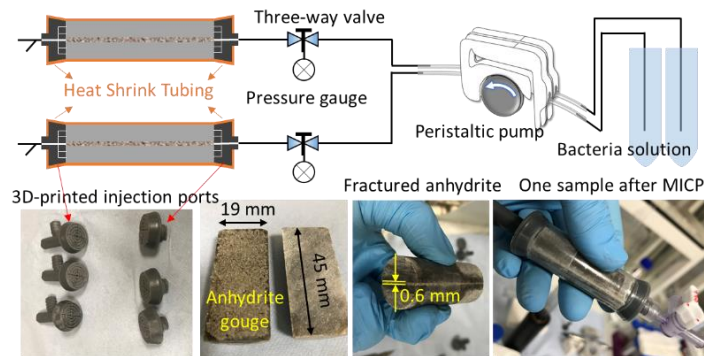 Three-way valve
Heat Shrink Tubing
Pressure gauge
Peristaltic pump
Bacteria solution
3D-printed injection ports
Fractured anhydrite
One sample after MICP
19 mm
45 mm
Anhydrite
gouge
0.6 mm